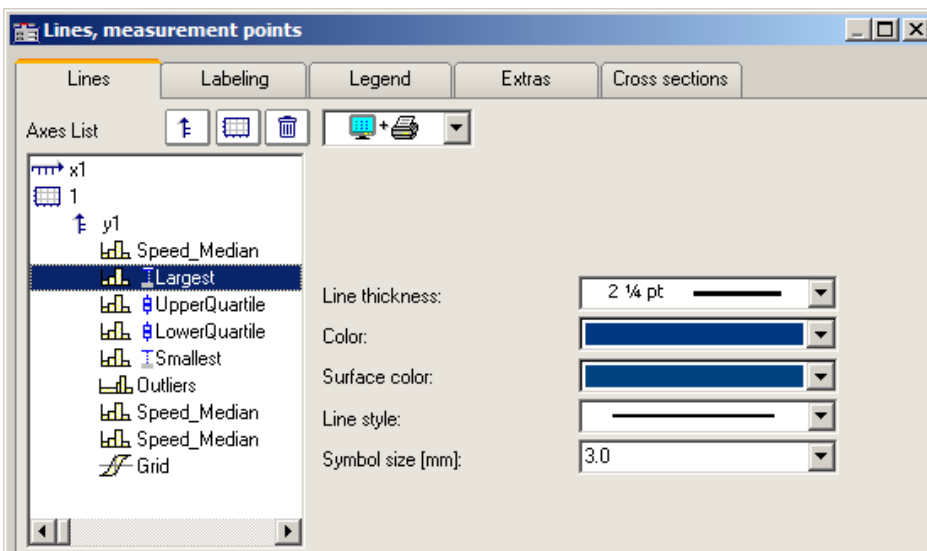 Lines, measurement points
Lines Labeling Legend Extras Cross sections
Axes List
x1
1
y1
Speed_Median
Largest
UpperQuartile
LowerQuartile
Smallest
Outliers
Speed_Median
Speed_Median
Grid
Line thickness: 2 ¼ pt
Color:
Surface color:
Line style:
Symbol size [mm]: 3.0